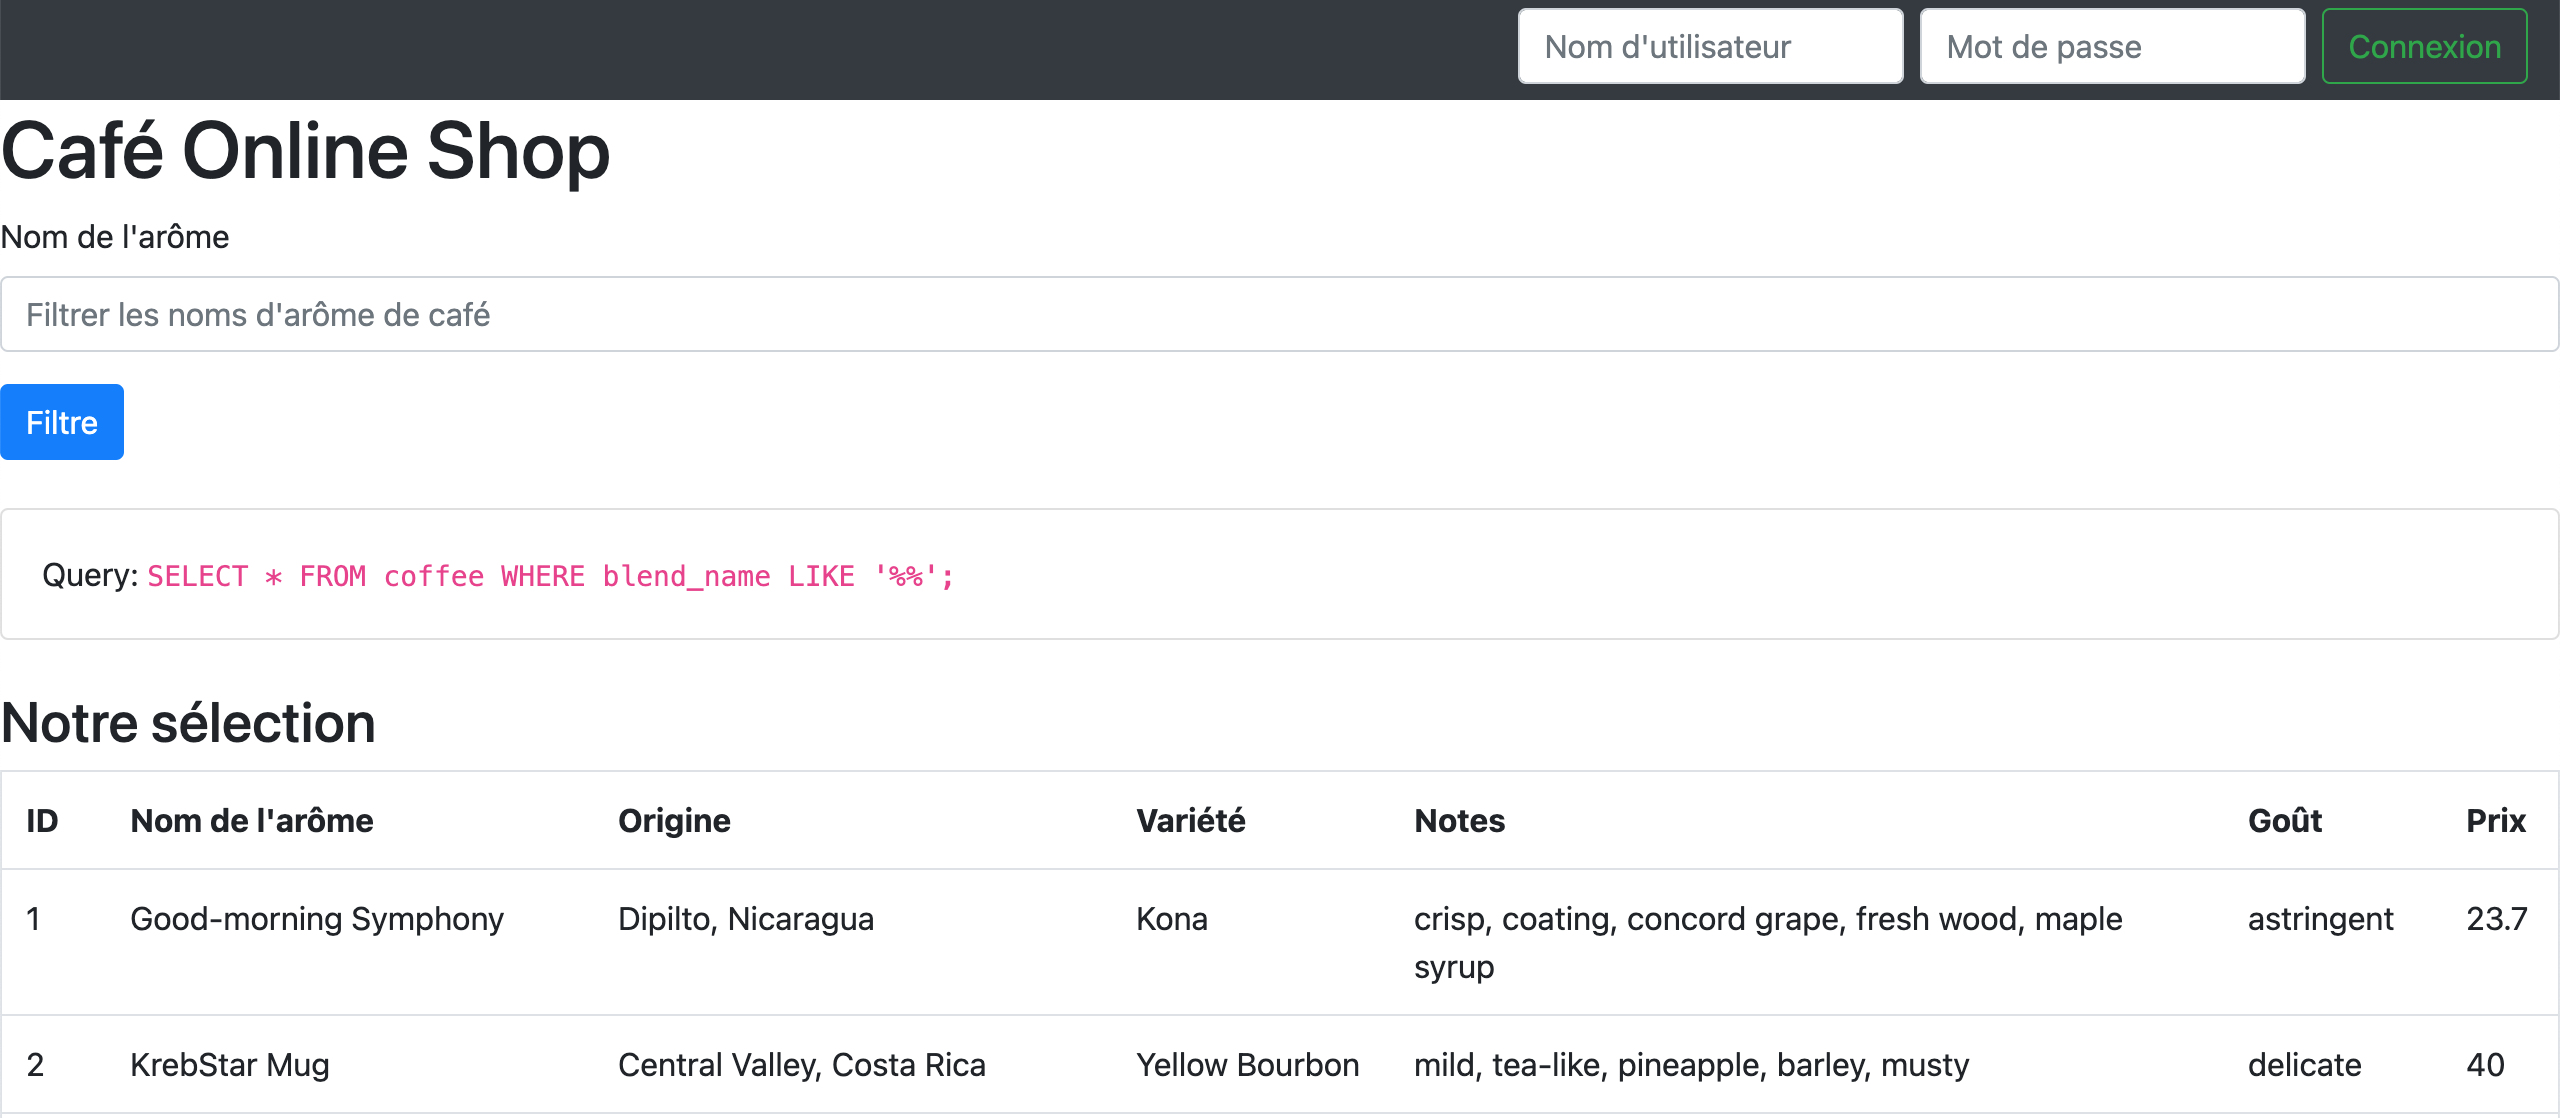 Nom d'utilisateur Mot de passe Connexion
Café Online Shop
Nom de l'arôme
Filtrer les noms d'arôme de café
Filtre
Query: SELECT * FROM coffee WHERE blend_name LIKE '%%';
Notre sélection
ID Nom de l'arôme Origine Variété Notes Goût Prix
1 Good-morning Symphony Dipilto, Nicaragua Kona crisp, coating, concord grape, fresh wood, maple astringent 23.7
syrup
2 KrebStar Mug Central Valley, Costa Rica Yellow Bourbon mild, tea-like, pineapple, barley, musty delicate 40